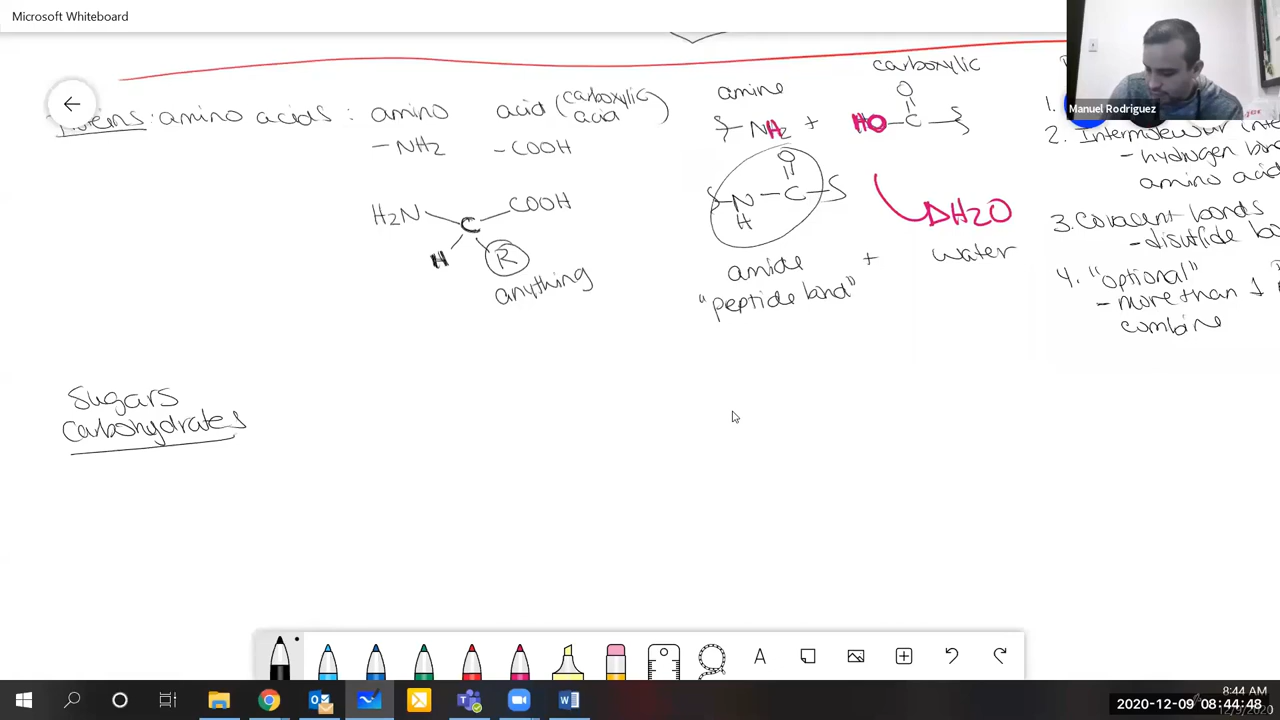 Microsoft Whiteboard
Manuel Rodriguez
Proteins: amino acids : amino acid (carboxylic acid)
-NH2 -COOH
H2N C COOH
H R
anything
amine carboxylic
O
NH2 + HO-C
O
N-C
H
DH2O
amide + water
"peptide bond"
1.
2. Intermolecular
- hydrogen
amino acid
3. Covalent bonds
- disulfide
4. "optional"
- more than 1
combine
Sugars
Carbohydrates
A
8:44 AM
2020-12-09 08:44:48